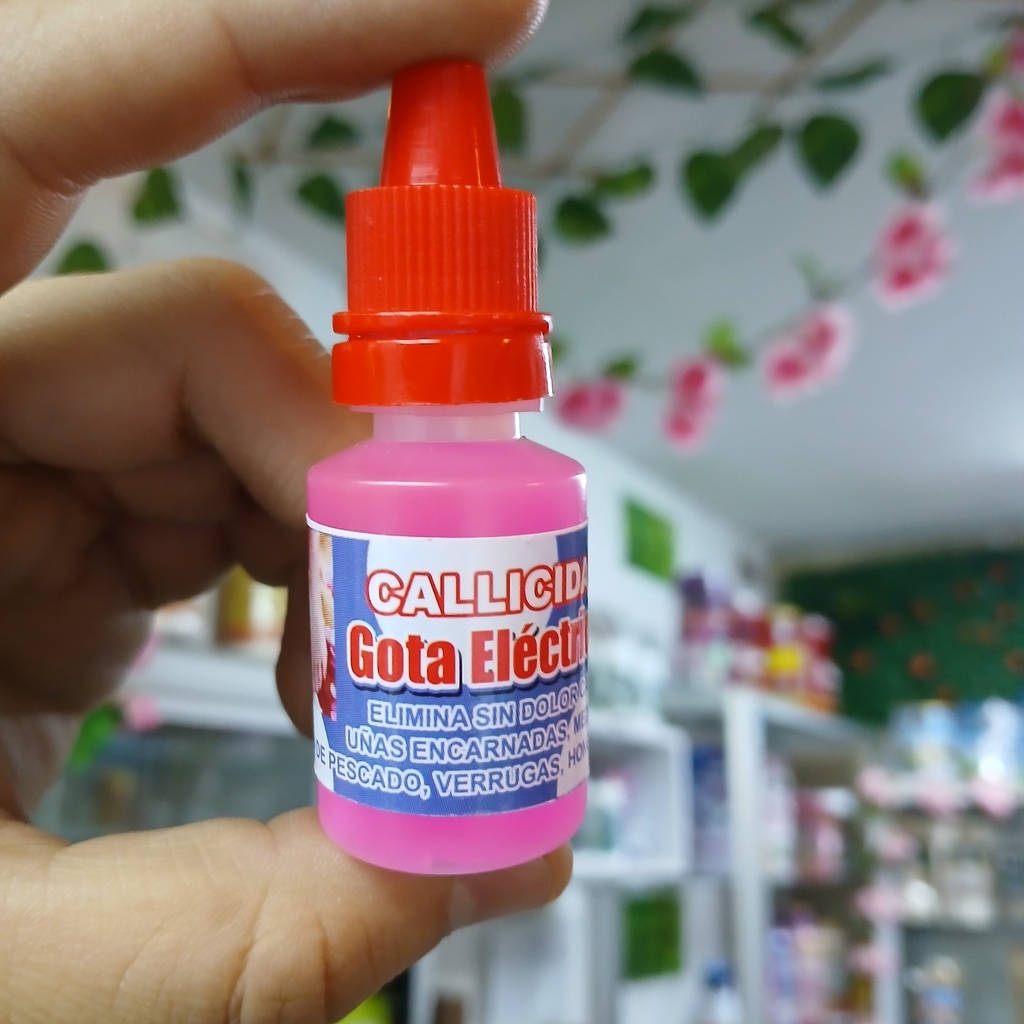 CALLICIDA
Gota Eléctri
ELIMINA SIN DOLOR
UÑAS ENCARNADAS,
DE PESCADO, VERRUGAS,